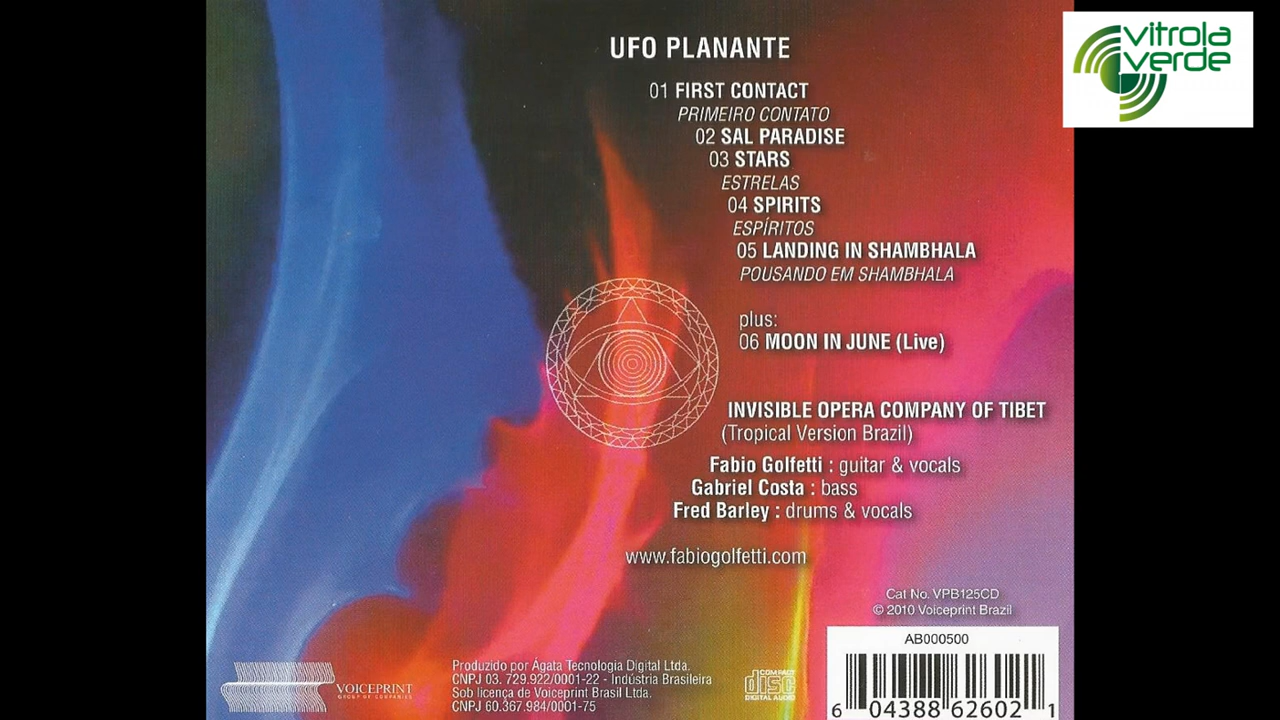 UFO PLANANTE
vitrola
verde
01 FIRST CONTACT
PRIMEIRO CONTATO
02 SAL PARADISE
03 STARS
ESTRELAS
04 SPIRITS
ESPÍRITOS
05 LANDING IN SHAMBHALA
POUSANDO EM SHAMBHALA
plus:
06 MOON IN JUNE (Live)
INVISIBLE OPERA COMPANY OF TIBET
(Tropical Version Brazil)
Fabio Golfetti : guitar & vocals
Gabriel Costa : bass
Fred Barley : drums & vocals
www.fabiogolfetti.com
Cat No. VPB125CD
© 2010 Voiceprint Brazil
AB000500
6 04388 62602 1
VOICEPRINT
GROUP OF COMPANIES
Produzido por Ágata Tecnologia Digital Ltda.
CNPJ 03. 729.922/0001-22 - Indústria Brasileira
Sob licença de Voiceprint Brasil Ltda.
CNPJ 60.367.984/0001-75
COMPACT
disc
DIGITAL AUDIO